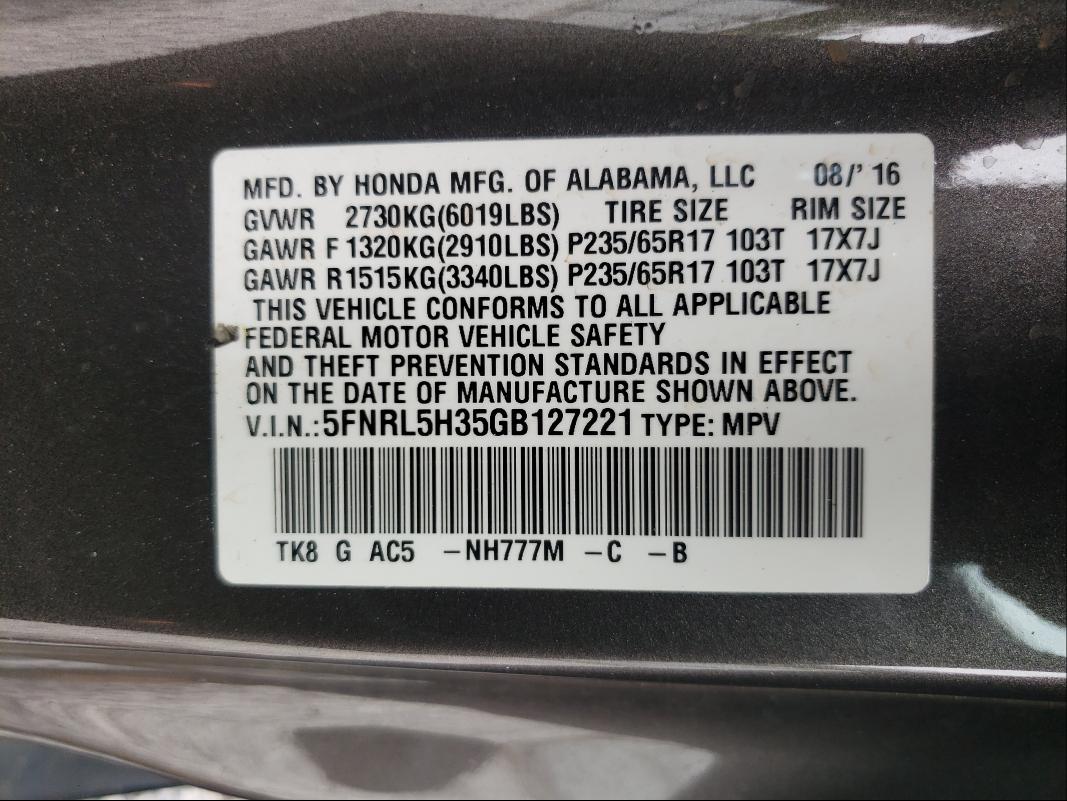 MFD. BY HONDA MFG. OF ALABAMA, LLC 08/' 16
GVWR 2730KG(6019LBS) TIRE SIZE RIM SIZE
GAWR F 1320KG(2910LBS) P235/65R17 103T 17X7J
GAWR R1515KG(3340LBS) P235/65R17 103T 17X7J
THIS VEHICLE CONFORMS TO ALL APPLICABLE
FEDERAL MOTOR VEHICLE SAFETY
AND THEFT PREVENTION STANDARDS IN EFFECT
ON THE DATE OF MANUFACTURE SHOWN ABOVE.
V.I.N.:5FNRL5H35GB127221 TYPE: MPV
TK8 G AC5 -NH777M -C -B